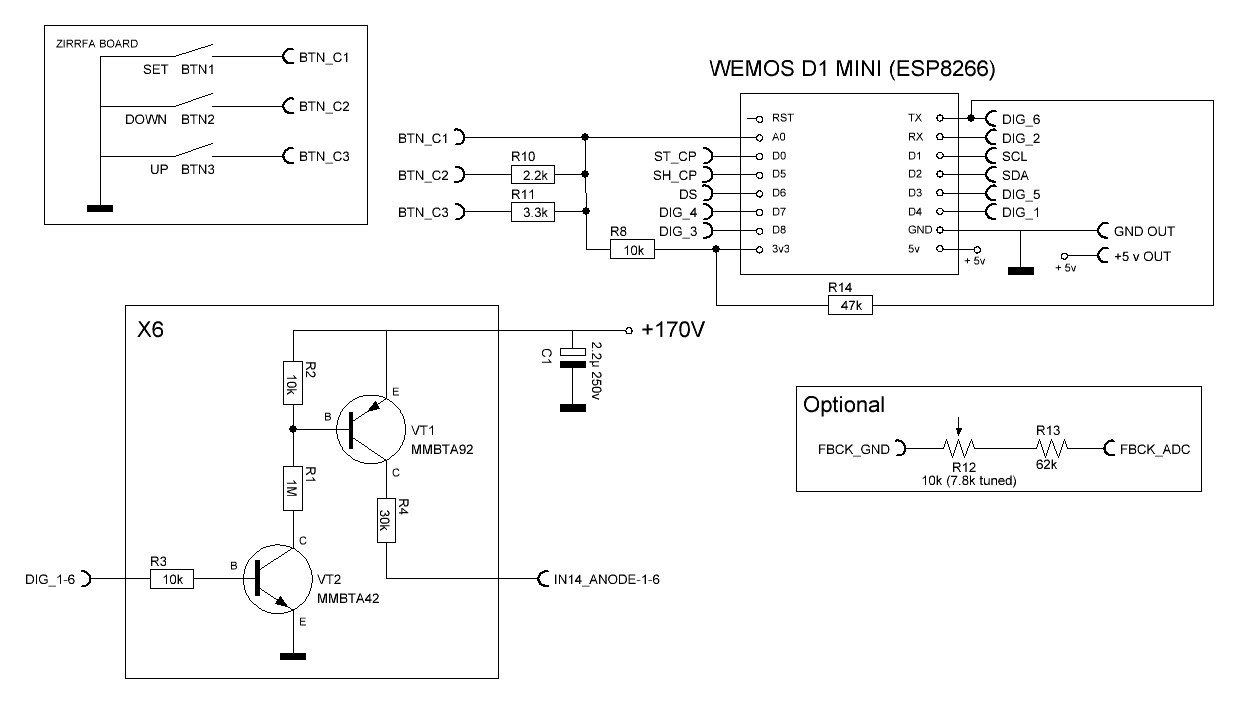 ZIRRFA BOARD
SET BTN1 BTN_C1
DOWN BTN2 BTN_C2
UP BTN3 BTN_C3
WEMOS D1 MINI (ESP8266)
RST TX DIG_6
BTN_C1 A0 RX DIG_2
R10
ST_CP D0 D1 SCL
BTN_C2 2.2k SH_CP D5 D2 SDA
R11
DS D6 D3 DIG_5
BTN_C3 3.3k DIG_4 D7 D4 DIG_1
R8
DIG_3 D8 GND GND OUT
10k 3v3 5v + 5v
+ 5v +5 v OUT
R14
47k
X6
+170V
C1 2.2µ 250v
R2
10k
E
B
VT1
MMBTA92
C
R1
1M
R4
30k
C
DIG_1-6
R3
10k
B
VT2
MMBTA42
E
IN14_ANODE-1-6
Optional
FBCK_GND
R12
10k (7.8k tuned)
R13
62k
FBCK_ADC